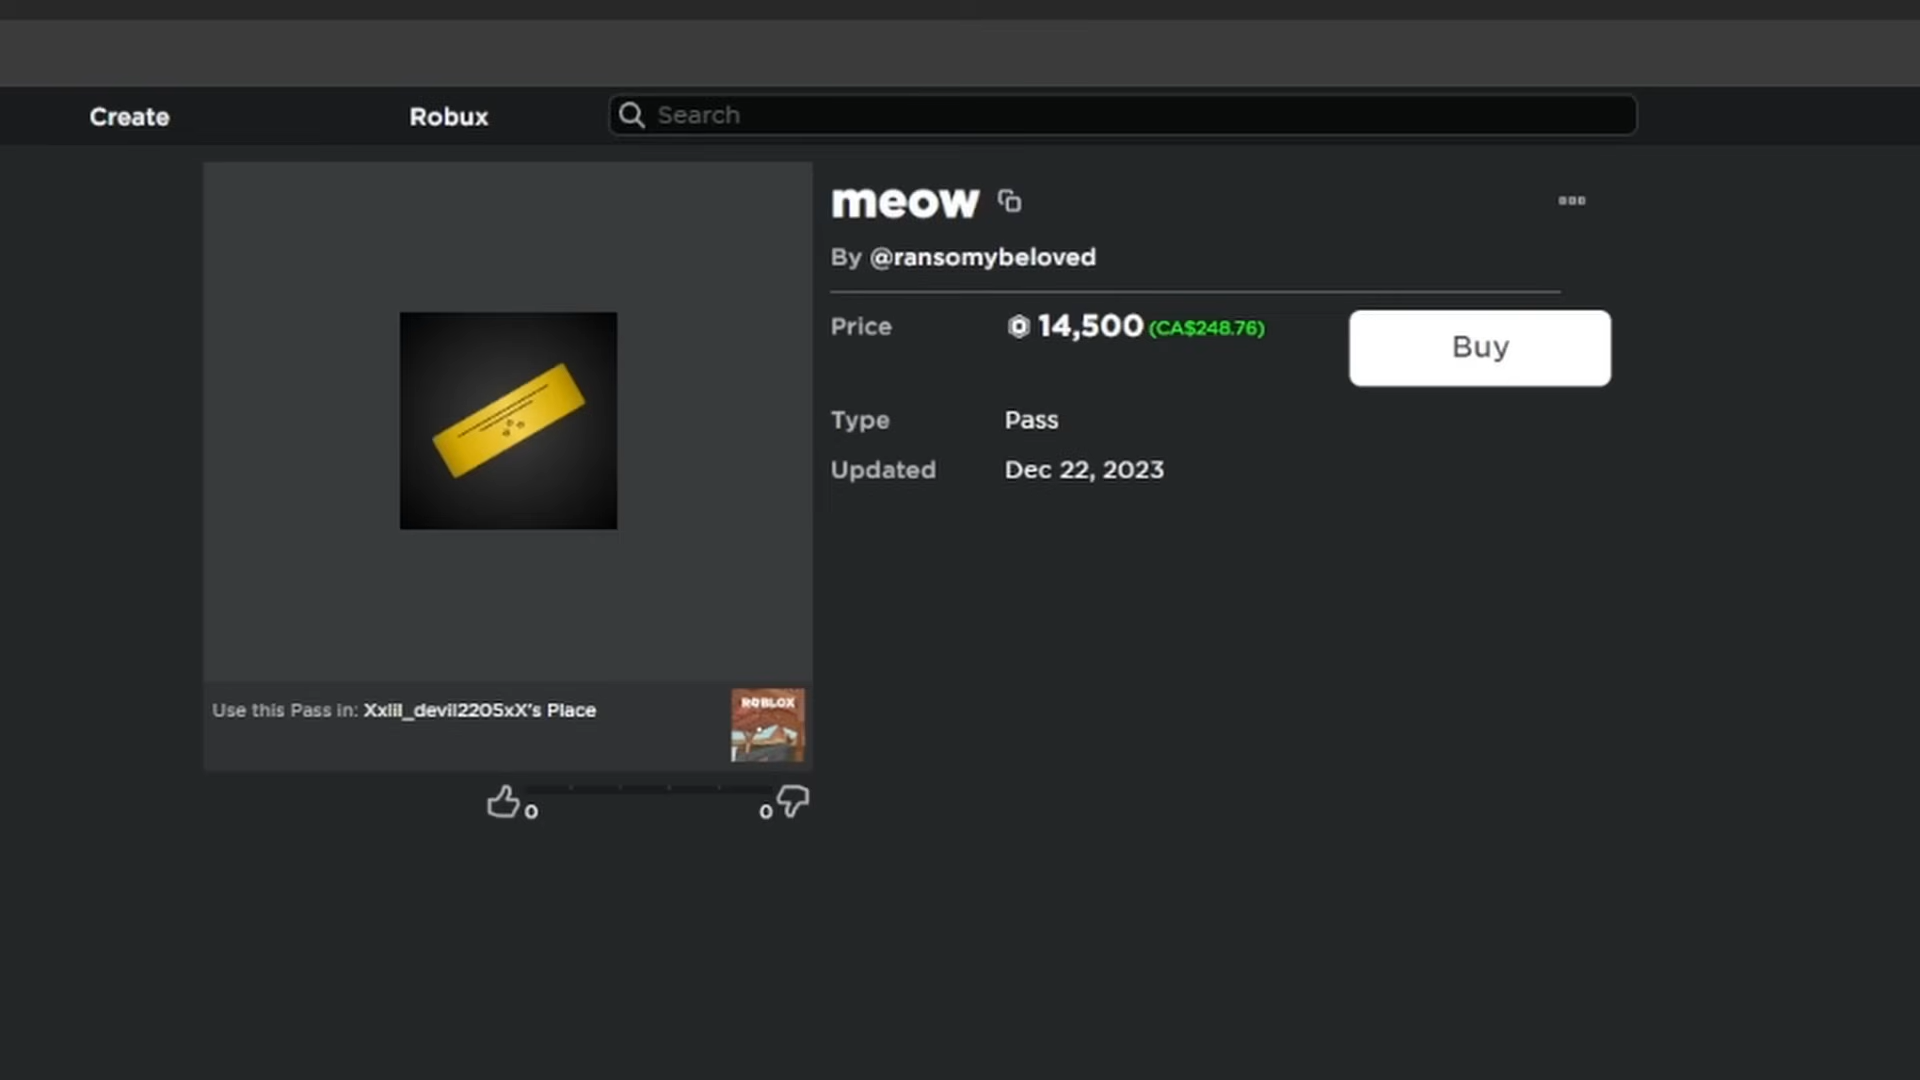 Create
Robux
Search
meow
By @ransomybeloved
Price
14,500 (CA$248.76)
Buy
Type
Pass
Updated
Dec 22, 2023
Use this Pass in: Xxlil_devil2205xX's Place
ROBLOX
0
0